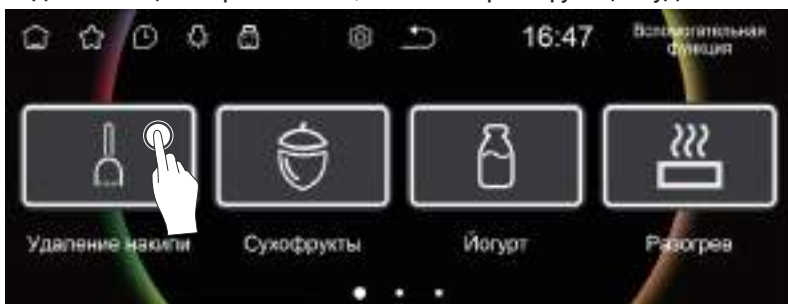 16:47
Вспомогательная
функция
Удаление накипи
Сухофрукты
Йогурт
Разогрев